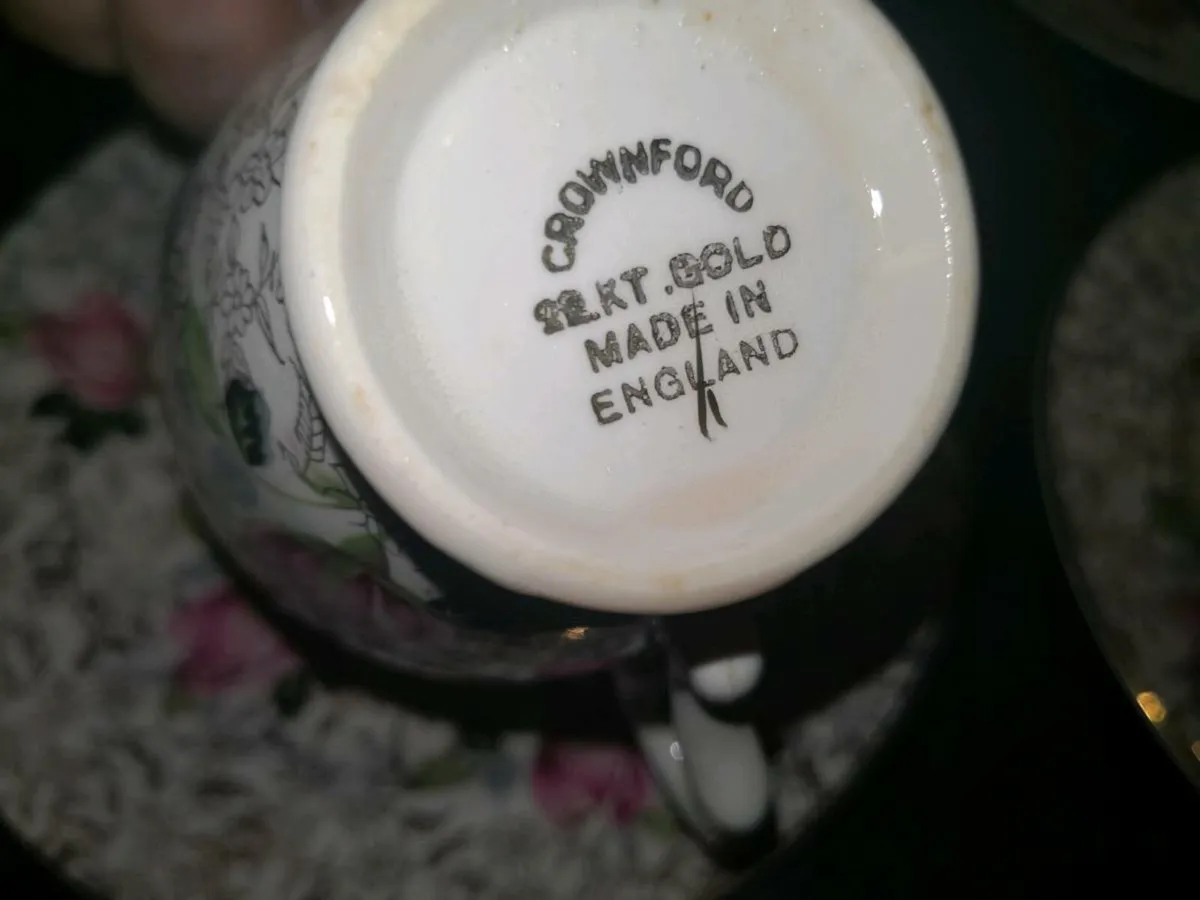 CROWNFORD
22 KT. GOLD
MADE IN
ENGLAND